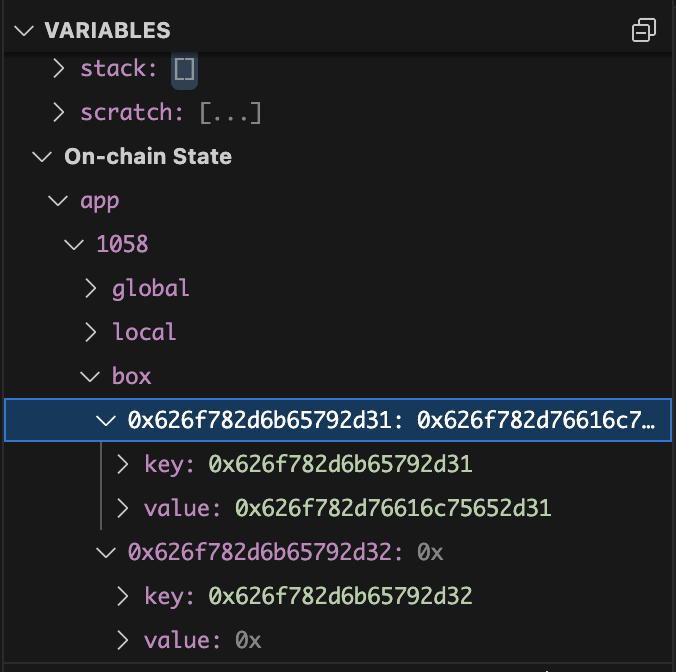 VARIABLES
stack: []
scratch: [...]
On-chain State
app
1058
global
local
box
0x626f782d6b65792d31: 0x626f782d76616c7…
key: 0x626f782d6b65792d31
value: 0x626f782d76616c75652d31
0x626f782d6b65792d32: 0x
key: 0x626f782d6b65792d32
value: 0x